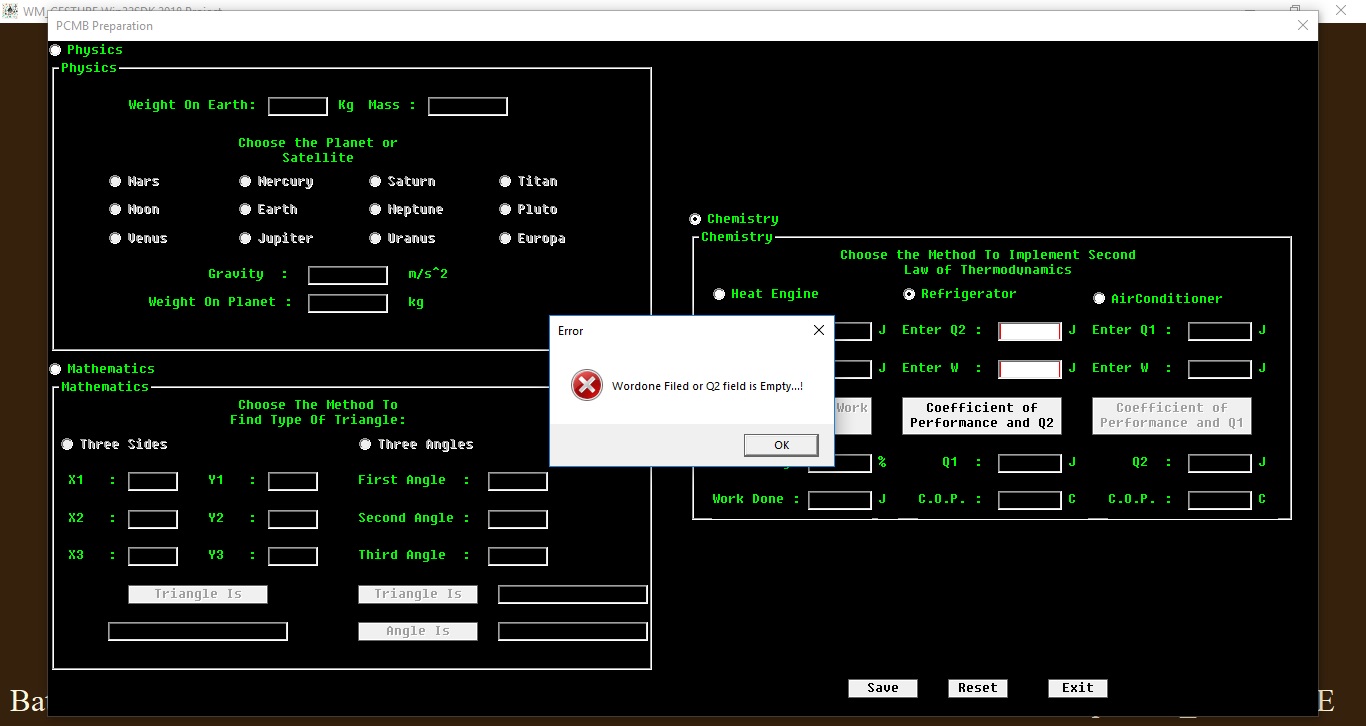 PCMB Preparation
Physics
Physics
Weight On Earth: Kg Mass :
Choose the Planet or
Satellite
Mars Mercury Saturn Titan
Moon Earth Neptune Pluto
Venus Jupiter Uranus Europa
Gravity : m/s^2
Weight On Planet : kg
Mathematics
Mathematics
Choose The Method To
Find Type Of Triangle:
Three Sides Three Angles
X1 : Y1 : First Angle :
X2 : Y2 : Second Angle :
X3 : Y3 : Third Angle :
Triangle Is Triangle Is
Angle Is
Chemistry
Chemistry
Choose the Method To Implement Second
Law of Thermodynamics
Heat Engine Refrigerator AirConditioner
J Enter Q2 : J Enter Q1 : J
J Enter W : J Enter W : J
Work
Coefficient of
Performance and Q2
Coefficient of
Performance and Q1
% Q1 : J Q2 : J
Work Done : J C.O.P. : C C.O.P. : C
Error
Wordone Filed or Q2 field is Empty...!
OK
Save Reset Exit
Ba
E